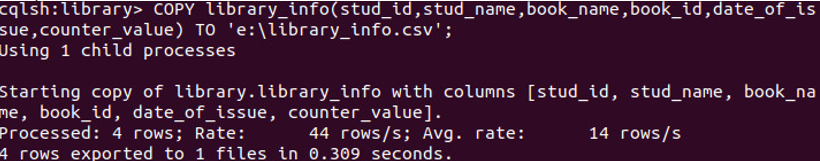 cqlsh:library> COPY library_info(stud_id,stud_name,book_name,book_id,date_of_is
sue,counter_value) TO 'e:\library_info.csv';
Using 1 child processes
Starting copy of library.library_info with columns [stud_id, stud_name, book_na
me, book_id, date_of_issue, counter_value].
Processed: 4 rows; Rate:      44 rows/s; Avg. rate:      14 rows/s
4 rows exported to 1 files in 0.309 seconds.